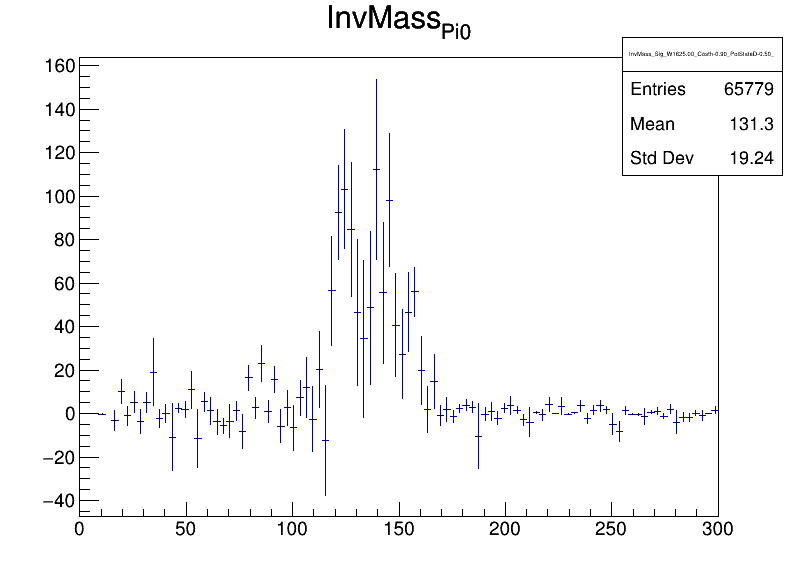 InvMass_Pi0
InvMass_Sig_W1625.00_Costh-0.90_PolStateD-0.50_
Entries 65779
Mean 131.3
Std Dev 19.24
160
140
120
100
80
60
40
20
0
−20
−40
0 50 100 150 200 250 300